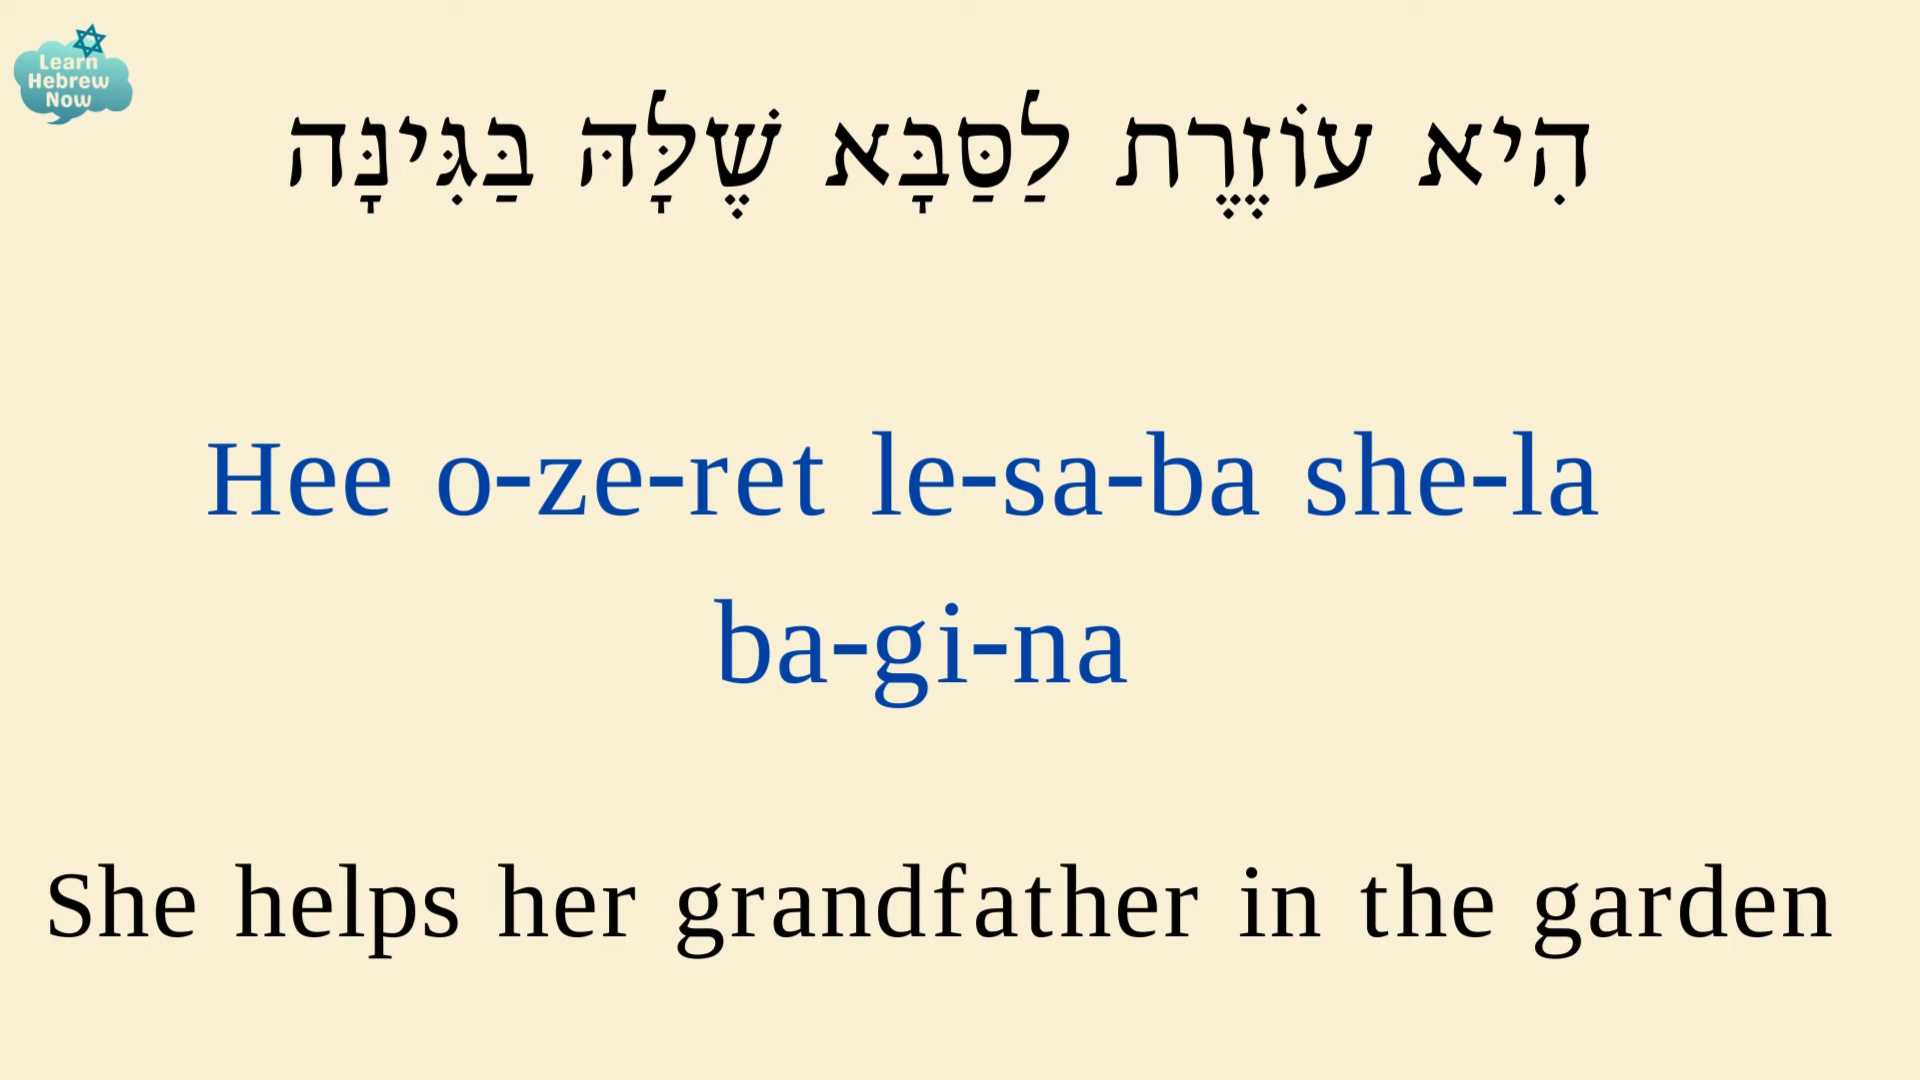 Learn
Hebrew
Now
הִיא עוֹזֶרֶת לַסַּבָּא שֶׁלָּהּ בַּגִּינָּה
Hee o-ze-ret le-sa-ba she-la
ba-gi-na
She helps her grandfather in the garden